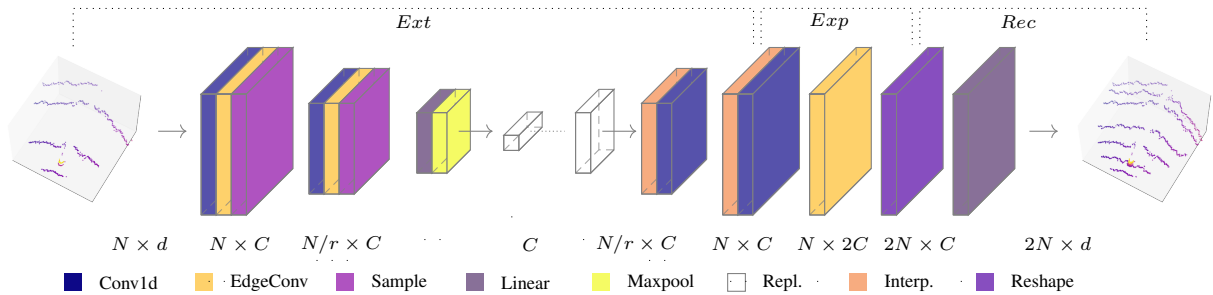 Ext Exp Rec
N × d N × C N/r × C C N/r × C N × C N × 2C 2N × C 2N × d
Conv1d EdgeConv Sample Linear Maxpool Repl. Interp. Reshape